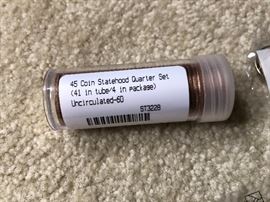 45 Coin Statehood Quarter Set
(41 in tube/4 in package)
Uncirculated-60
ST3228